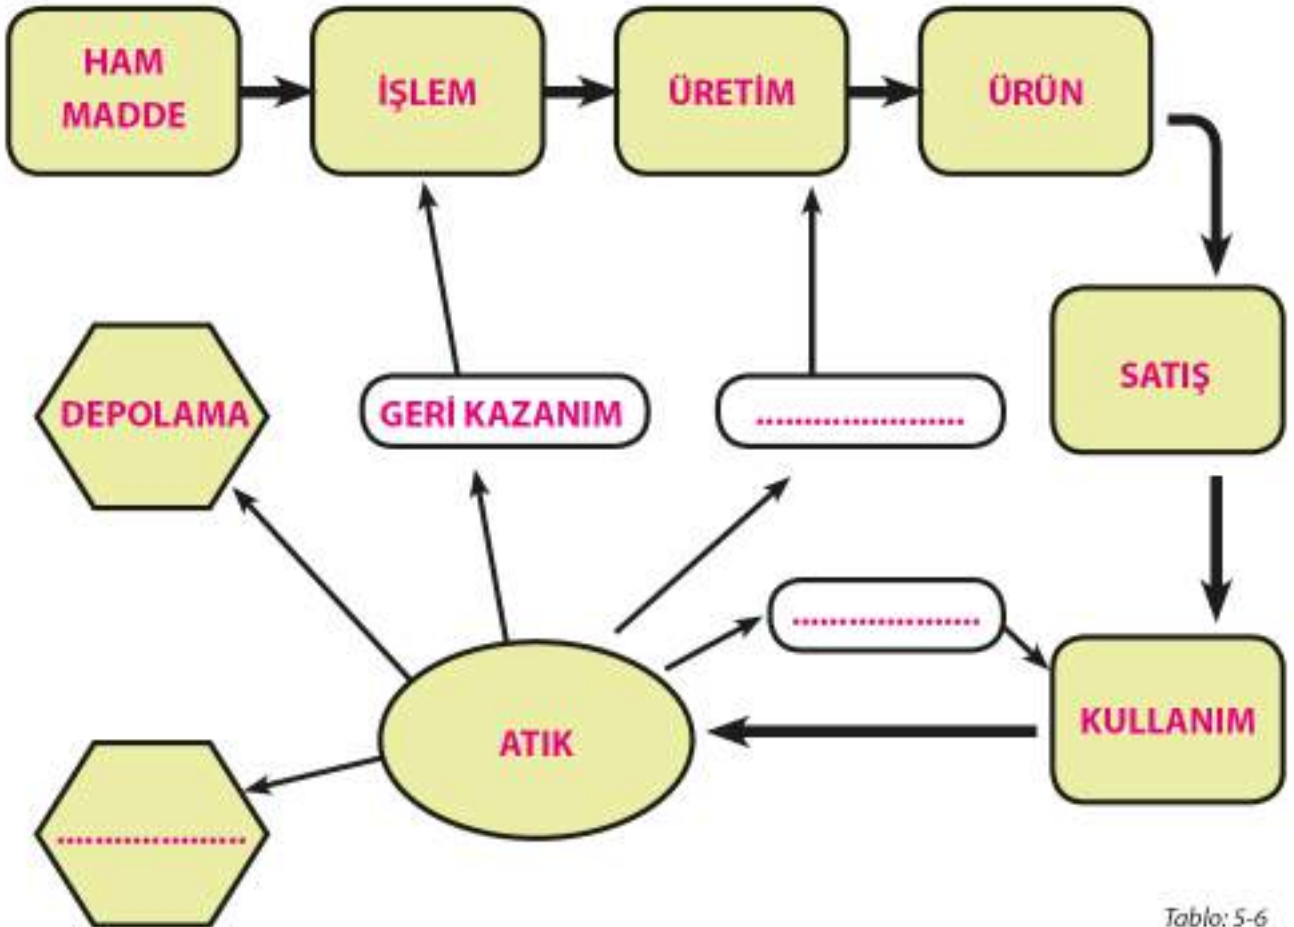 HAM
MADDE
İŞLEM
ÜRETİM
ÜRÜN
SATIŞ
DEPOLAMA
GERİ KAZANIM
......................
....................
KULLANIM
ATIK
....................
Tablo: 5-6